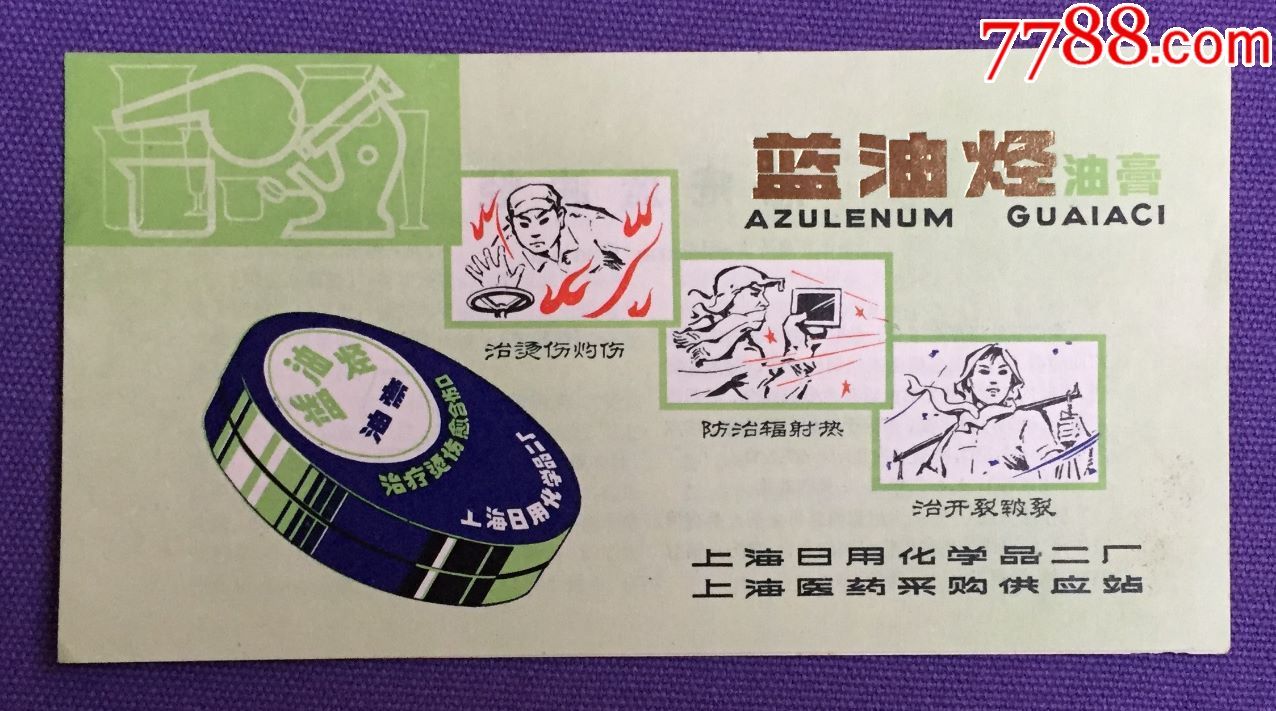 7788.com
蓝油烃油膏
AZULENUM GUAIACI
治烫伤灼伤
防治辐射热
治开裂皲裂
蓝油烃
油膏
治疗烫伤愈合伤口
上海日用化学品二厂
上海日用化学品二厂
上海医药采购供应站